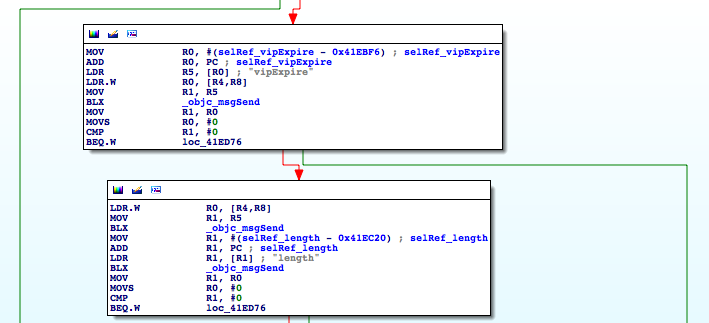 MOV R0, #(selRef_vipExpire - 0x41EBF6) ; selRef_vipExpire
ADD R0, PC ; selRef_vipExpire
LDR R5, [R0] ; "vipExpire"
LDR.W R0, [R4,R8]
MOV R1, R5
BLX _objc_msgSend
MOV R1, R0
MOVS R0, #0
CMP R1, #0
BEQ.W loc_41ED76
LDR.W R0, [R4,R8]
MOV R1, R5
BLX _objc_msgSend
MOV R1, #(selRef_length - 0x41EC20) ; selRef_length
ADD R1, PC ; selRef_length
LDR R1, [R1] ; "length"
BLX _objc_msgSend
MOV R1, R0
MOVS R0, #0
CMP R1, #0
BEQ.W loc_41ED76